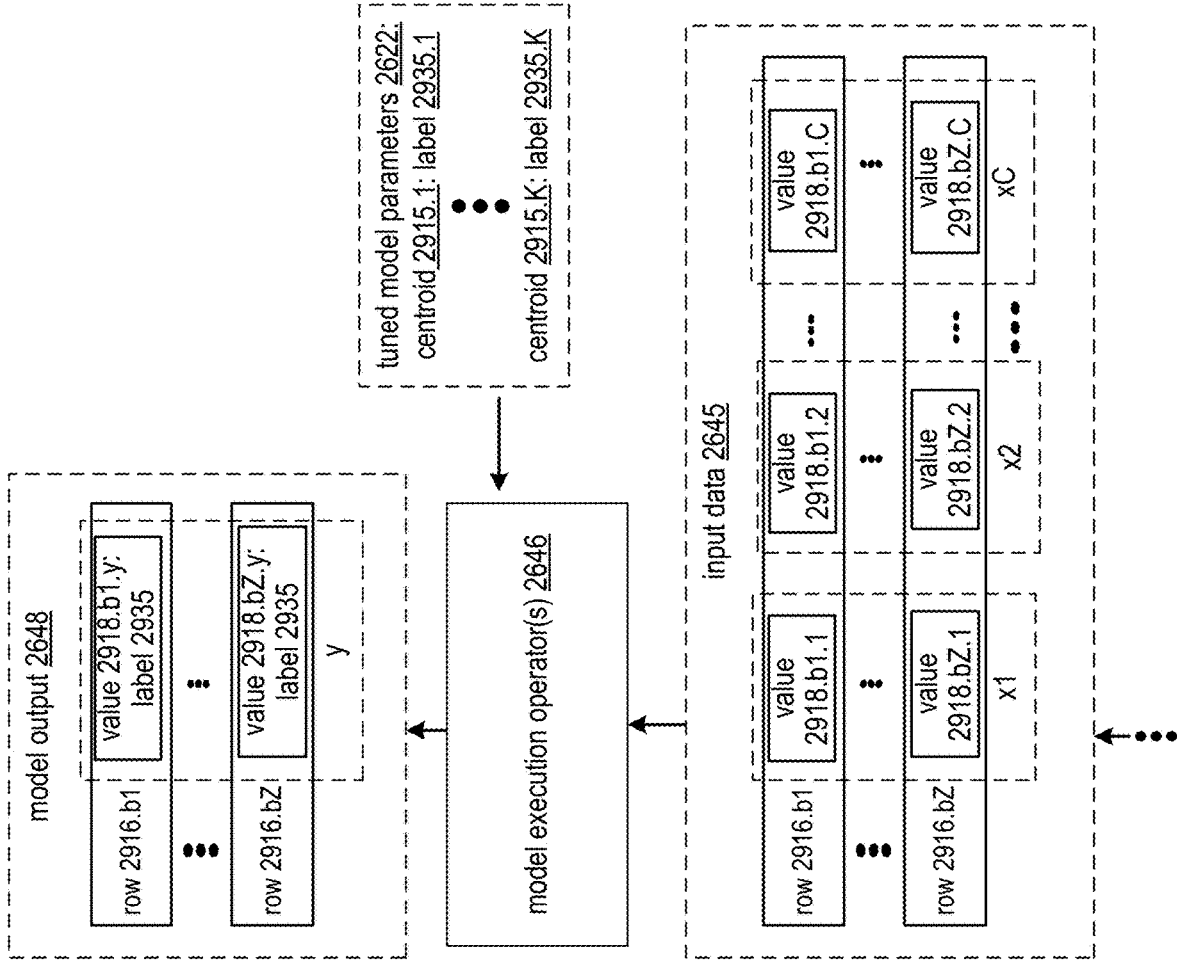 model output 2648
row 2916.b1
value 2918.b1.y:
label 2935
row 2916.bZ
value 2918.bZ.y:
label 2935
y
model execution operator(s) 2646
tuned model parameters 2622:
centroid 2915.1: label 2935.1
centroid 2915.K: label 2935.K
input data 2645
row 2916.b1
value
2918.b1.1
value
2918.b1.2
value
2918.b1.C
row 2916.bZ
value
2918.bZ.1
value
2918.bZ.2
value
2918.bZ.C
x1
x2
xC